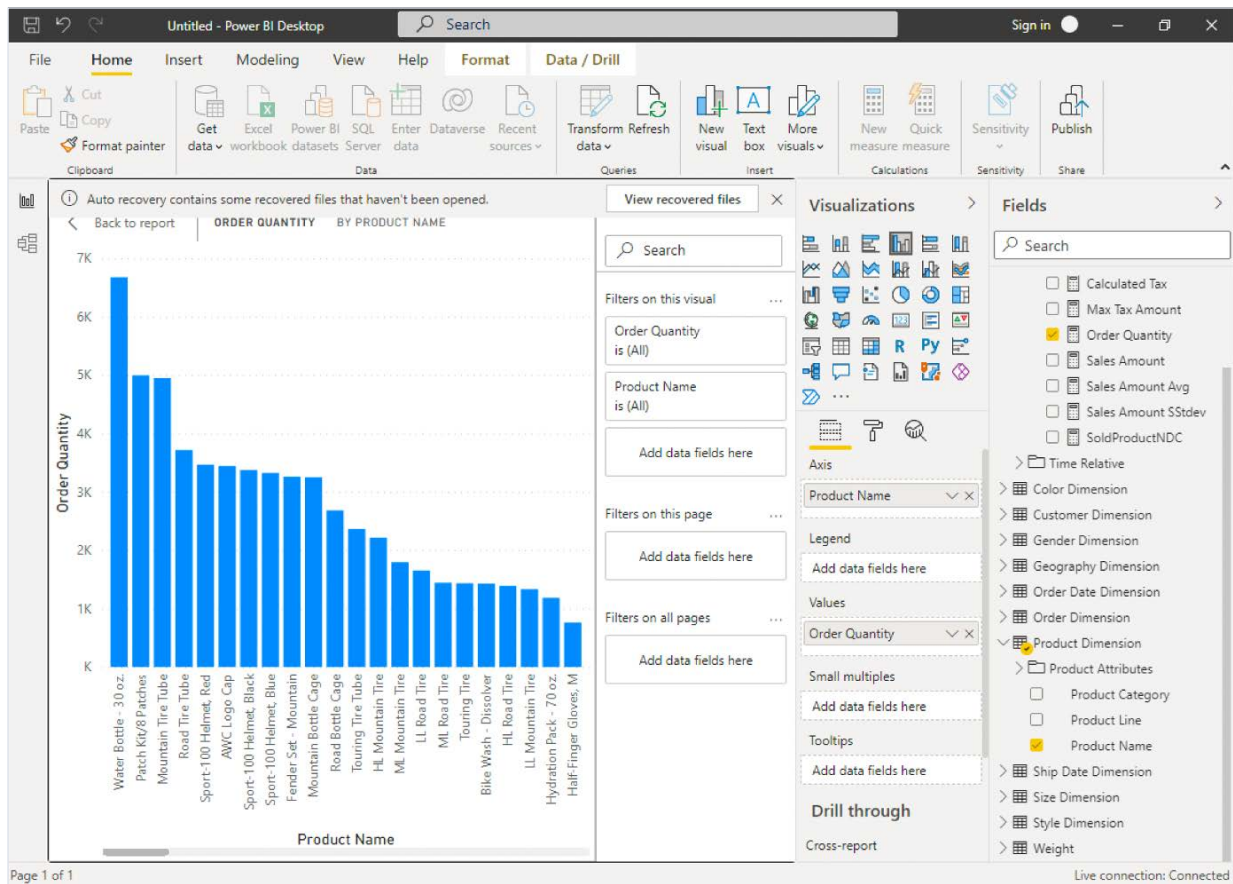 Untitled - Power BI Desktop
Search
Sign in
File Home Insert Modeling View Help Format Data / Drill
Paste
Cut
Copy
Format painter
Clipboard
Get data
Excel workbook
Power BI datasets
SQL Server
Enter data
Dataverse
Recent sources
Data
Transform data
Refresh
Queries
New visual
Text box
More visuals
Insert
New measure
Quick measure
Calculations
Sensitivity
Sensitivity
Publish
Share
Auto recovery contains some recovered files that haven't been opened.
View recovered files
Back to report
ORDER QUANTITY BY PRODUCT NAME
7K
6K
5K
4K
3K
2K
1K
K
Order Quantity
Water Bottle - 30 oz.
Patch Kit/8 Patches
Mountain Tire Tube
Road Tire Tube
Sport-100 Helmet, Red
AWC Logo Cap
Sport-100 Helmet, Black
Sport-100 Helmet, Blue
Fender Set - Mountain
Mountain Bottle Cage
Road Bottle Cage
Touring Tire Tube
HL Mountain Tire
ML Mountain Tire
LL Road Tire
ML Road Tire
Touring Tire
Bike Wash - Dissolver
HL Road Tire
LL Mountain Tire
Hydration Pack - 70 oz.
Half-Finger Gloves, M
Product Name
Search
Filters on this visual
Order Quantity
is (All)
Product Name
is (All)
Add data fields here
Filters on this page
Add data fields here
Filters on all pages
Add data fields here
Visualizations
123
R
Py
Axis
Product Name
Legend
Add data fields here
Values
Order Quantity
Small multiples
Add data fields here
Tooltips
Add data fields here
Drill through
Cross-report
Fields
Search
Calculated Tax
Max Tax Amount
Order Quantity
Sales Amount
Sales Amount Avg
Sales Amount SStdev
SoldProductNDC
Time Relative
Color Dimension
Customer Dimension
Gender Dimension
Geography Dimension
Order Date Dimension
Order Dimension
Product Dimension
Product Attributes
Product Category
Product Line
Product Name
Ship Date Dimension
Size Dimension
Style Dimension
Weight
Page 1 of 1
Live connection: Connected